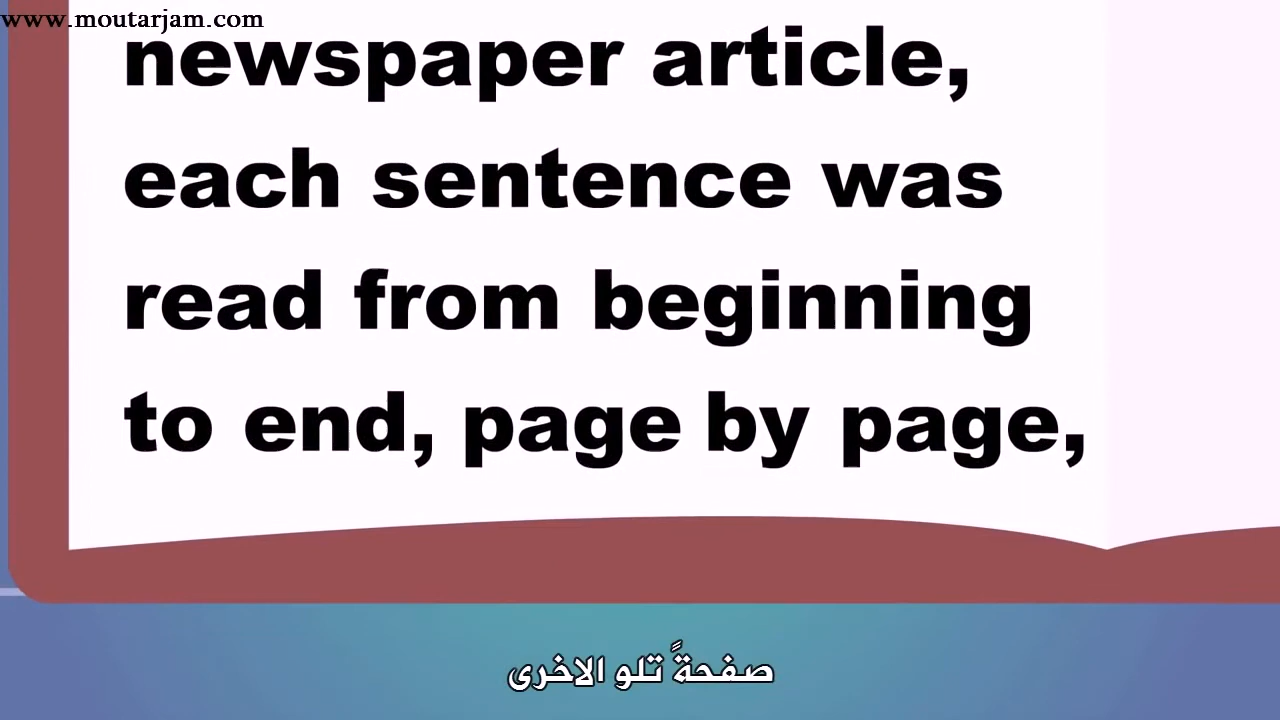 www.moutarjam.com
newspaper article,
each sentence was
read from beginning
to end, page by page,
صفحةً تلو الاخرى